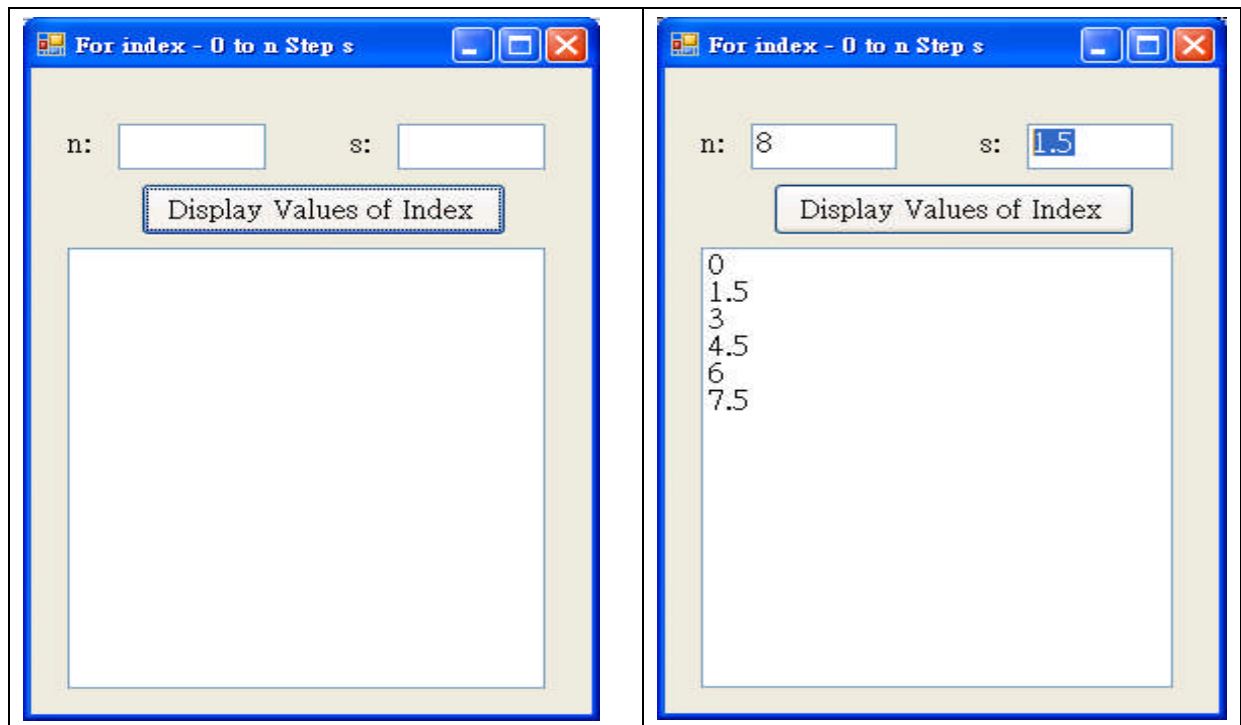 For index - 0 to n Step s
n:
s:
Display Values of Index
For index - 0 to n Step s
n: 8
s: 1.5
Display Values of Index
0
1.5
3
4.5
6
7.5